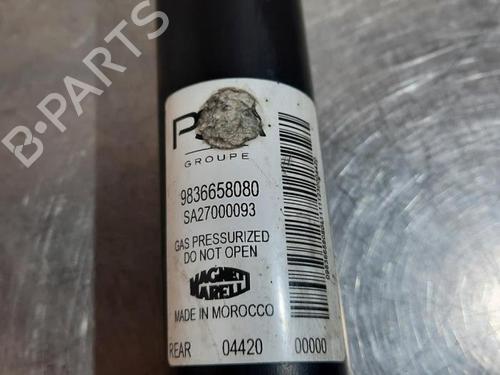 GROUPE
9836658080
SA27000093
GAS PRESSURIZED
DO NOT OPEN
MAGNETI
MARELLI
MADE IN MOROCCO
REAR 04420 00000
B-PARTS